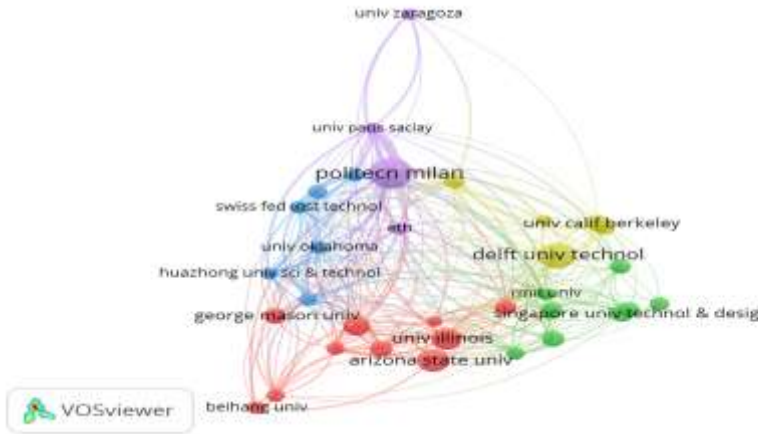 univ zaragoza
univ paris-saclay
politecn milan
swiss fed inst technol
eth
univ calif berkeley
univ oklahoma
delft univ technol
huazhong univ sci & technol
rmit univ
george mason univ
singapore univ technol & desig
univ illinois
arizona state univ
beihang univ
VOSviewer